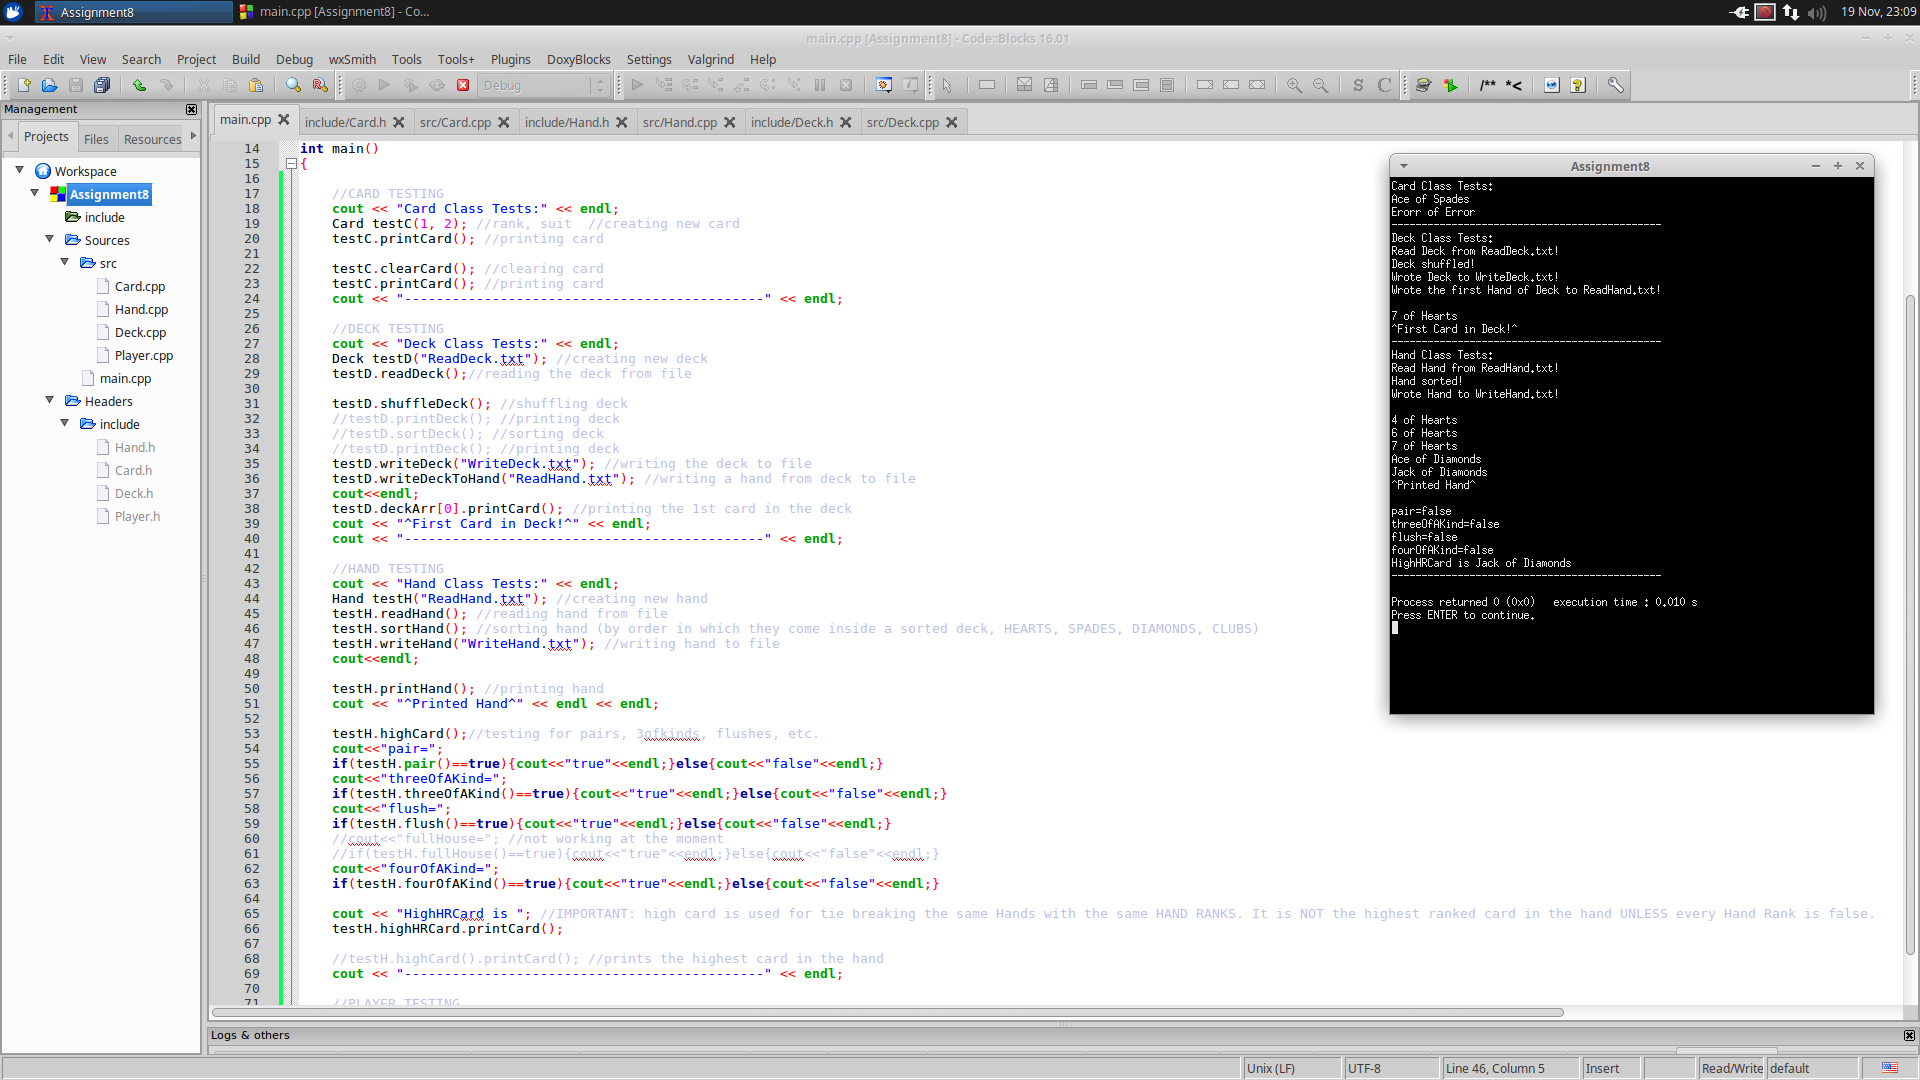 Assignment8
main.cpp [Assignment8] - Co...
19 Nov, 23:09
main.cpp [Assignment8] - Code::Blocks 16.01
File Edit View Search Project Build Debug wxSmith Tools Tools+ Plugins DoxyBlocks Settings Valgrind Help
Debug
/** *<
Management
Projects Files Resources
Workspace
Assignment8
include
Sources
src
Card.cpp
Hand.cpp
Deck.cpp
Player.cpp
main.cpp
Headers
include
Hand.h
Card.h
Deck.h
Player.h
main.cpp include/Card.h src/Card.cpp include/Hand.h src/Hand.cpp include/Deck.h src/Deck.cpp
14 int main()
15 {
16
17 //CARD TESTING
18 cout << "Card Class Tests:" << endl;
19 Card testC(1, 2); //rank, suit  //creating new card
20 testC.printCard(); //printing card
21
22 testC.clearCard(); //clearing card
23 testC.printCard(); //printing card
24 cout << "---------------------------------------------" << endl;
25
26 //DECK TESTING
27 cout << "Deck Class Tests:" << endl;
28 Deck testD("ReadDeck.txt"); //creating new deck
29 testD.readDeck();//reading the deck from file
30
31 testD.shuffleDeck(); //shuffling deck
32 //testD.printDeck(); //printing deck
33 //testD.sortDeck(); //sorting deck
34 //testD.printDeck(); //printing deck
35 testD.writeDeck("WriteDeck.txt"); //writing the deck to file
36 testD.writeDeckToHand("ReadHand.txt"); //writing a hand from deck to file
37 cout<<endl;
38 testD.deckArr[0].printCard(); //printing the 1st card in the deck
39 cout << "^First Card in Deck!^" << endl;
40 cout << "---------------------------------------------" << endl;
41
42 //HAND TESTING
43 cout << "Hand Class Tests:" << endl;
44 Hand testH("ReadHand.txt"); //creating new hand
45 testH.readHand(); //reading hand from file
46 testH.sortHand(); //sorting hand (by order in which they come inside a sorted deck, HEARTS, SPADES, DIAMONDS, CLUBS)
47 testH.writeHand("WriteHand.txt"); //writing hand to file
48 cout<<endl;
49
50 testH.printHand(); //printing hand
51 cout << "^Printed Hand^" << endl << endl;
52
53 testH.highCard();//testing for pairs, 3ofkinds, flushes, etc.
54 cout<<"pair=";
55 if(testH.pair()==true){cout<<"true"<<endl;}else{cout<<"false"<<endl;}
56 cout<<"threeOfAKind=";
57 if(testH.threeOfAKind()==true){cout<<"true"<<endl;}else{cout<<"false"<<endl;}
58 cout<<"flush=";
59 if(testH.flush()==true){cout<<"true"<<endl;}else{cout<<"false"<<endl;}
60 //cout<<"fullHouse="; //not working at the moment
61 //if(testH.fullHouse()==true){cout<<"true"<<endl;}else{cout<<"false"<<endl;}
62 cout<<"fourOfAKind=";
63 if(testH.fourOfAKind()==true){cout<<"true"<<endl;}else{cout<<"false"<<endl;}
64
65 cout << "HighHRCard is "; //IMPORTANT: high card is used for tie breaking the same Hands with the same HAND RANKS. It is NOT the highest ranked card in the hand UNLESS every Hand Rank is false.
66 testH.highHRCard.printCard();
67
68 //testH.highCard().printCard(); //prints the highest card in the hand
69 cout << "---------------------------------------------" << endl;
70
71 //PLAYER TESTING
Assignment8
Card Class Tests:
Ace of Spades
Erorr of Error
---------------------------------------------
Deck Class Tests:
Read Deck from ReadDeck.txt!
Deck shuffled!
Wrote Deck to WriteDeck.txt!
Wrote the first Hand of Deck to ReadHand.txt!
7 of Hearts
^First Card in Deck!^
---------------------------------------------
Hand Class Tests:
Read Hand from ReadHand.txt!
Hand sorted!
Wrote Hand to WriteHand.txt!
4 of Hearts
6 of Hearts
7 of Hearts
Ace of Diamonds
Jack of Diamonds
^Printed Hand^
pair=false
threeOfAKind=false
flush=false
fourOfAKind=false
HighHRCard is Jack of Diamonds
---------------------------------------------
Process returned 0 (0x0)   execution time : 0.010 s
Press ENTER to continue.
Logs & others
Unix (LF) UTF-8 Line 46, Column 5 Insert Read/Write default